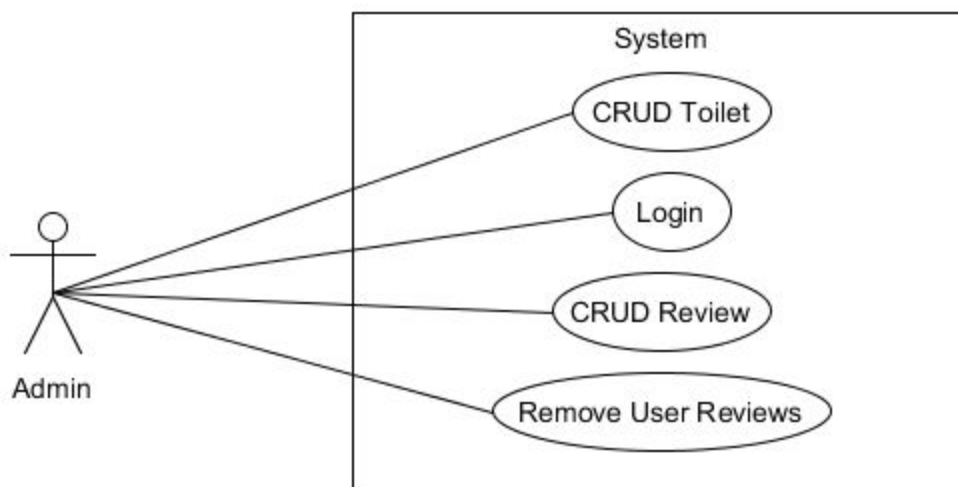 System
CRUD Toilet
Login
CRUD Review
Admin
Remove User Reviews